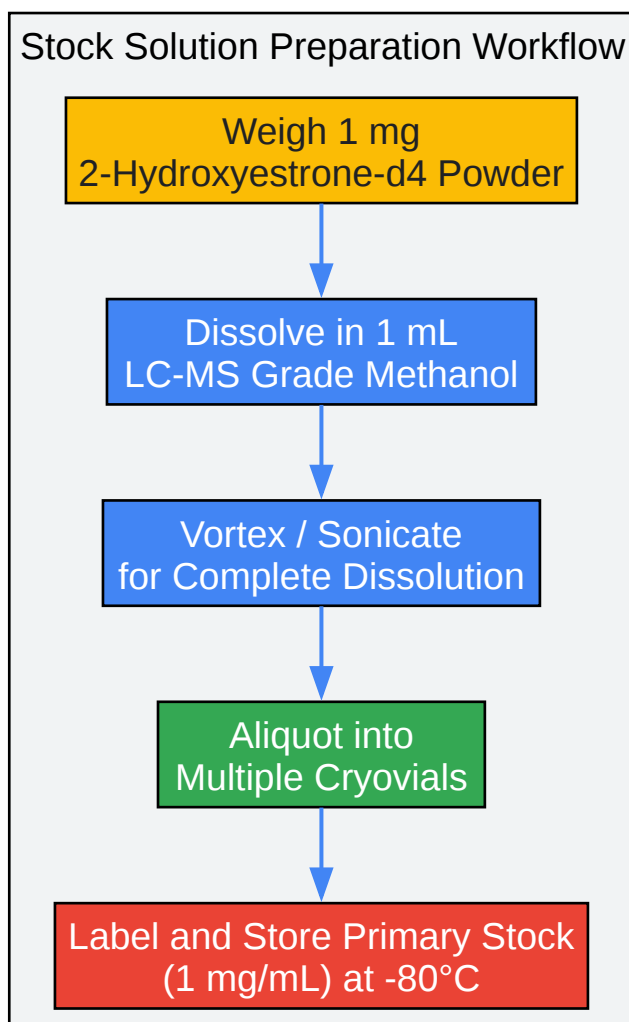 Stock Solution Preparation Workflow
Weigh 1 mg
2-Hydroxyestrone-d4 Powder
Dissolve in 1 mL
LC-MS Grade Methanol
Vortex / Sonicate
for Complete Dissolution
Aliquot into
Multiple Cryovials
Label and Store Primary Stock
(1 mg/mL) at -80°C